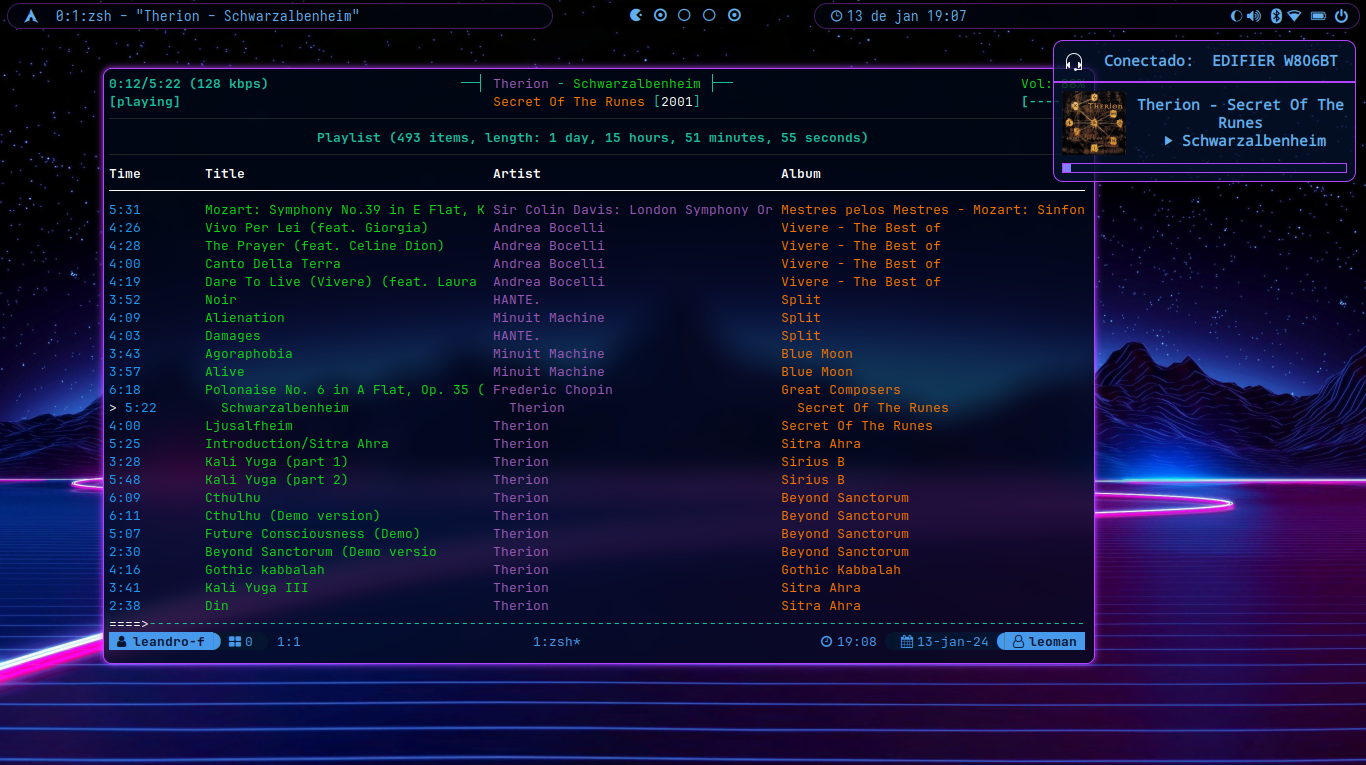 0:1:zsh - "Therion - Schwarzalbenheim"
13 de jan 19:07
Conectado: EDIFIER W806BT
Therion - Secret Of The
Runes
Schwarzalbenheim
0:12/5:22 (128 kbps)
Therion - Schwarzalbenheim
Vol:
[playing]
Secret Of The Runes [2001]
[---
Playlist (493 items, length: 1 day, 15 hours, 51 minutes, 55 seconds)
Time Title Artist Album
5:31 Mozart: Symphony No.39 in E Flat, K Sir Colin Davis: London Symphony Or Mestres pelos Mestres - Mozart: Sinfon
4:26 Vivo Per Lei (feat. Giorgia) Andrea Bocelli Vivere - The Best of
4:28 The Prayer (feat. Celine Dion) Andrea Bocelli Vivere - The Best of
4:00 Canto Della Terra Andrea Bocelli Vivere - The Best of
4:19 Dare To Live (Vivere) (feat. Laura Andrea Bocelli Vivere - The Best of
3:52 Noir HANTE. Split
4:09 Alienation Minuit Machine Split
4:03 Damages HANTE. Split
3:43 Agoraphobia Minuit Machine Blue Moon
3:57 Alive Minuit Machine Blue Moon
6:18 Polonaise No. 6 in A Flat, Op. 35 ( Frederic Chopin Great Composers
> 5:22 Schwarzalbenheim Therion Secret Of The Runes
4:00 Ljusalfheim Therion Secret Of The Runes
5:25 Introduction/Sitra Ahra Therion Sitra Ahra
3:28 Kali Yuga (part 1) Therion Sirius B
5:48 Kali Yuga (part 2) Therion Sirius B
6:09 Cthulhu Therion Beyond Sanctorum
6:11 Cthulhu (Demo version) Therion Beyond Sanctorum
5:07 Future Consciousness (Demo) Therion Beyond Sanctorum
2:30 Beyond Sanctorum (Demo versio Therion Beyond Sanctorum
4:16 Gothic kabbalah Therion Gothic Kabbalah
3:41 Kali Yuga III Therion Sitra Ahra
2:38 Din Therion Sitra Ahra
leandro-f 0 1:1 1:zsh* 19:08 13-jan-24 leoman